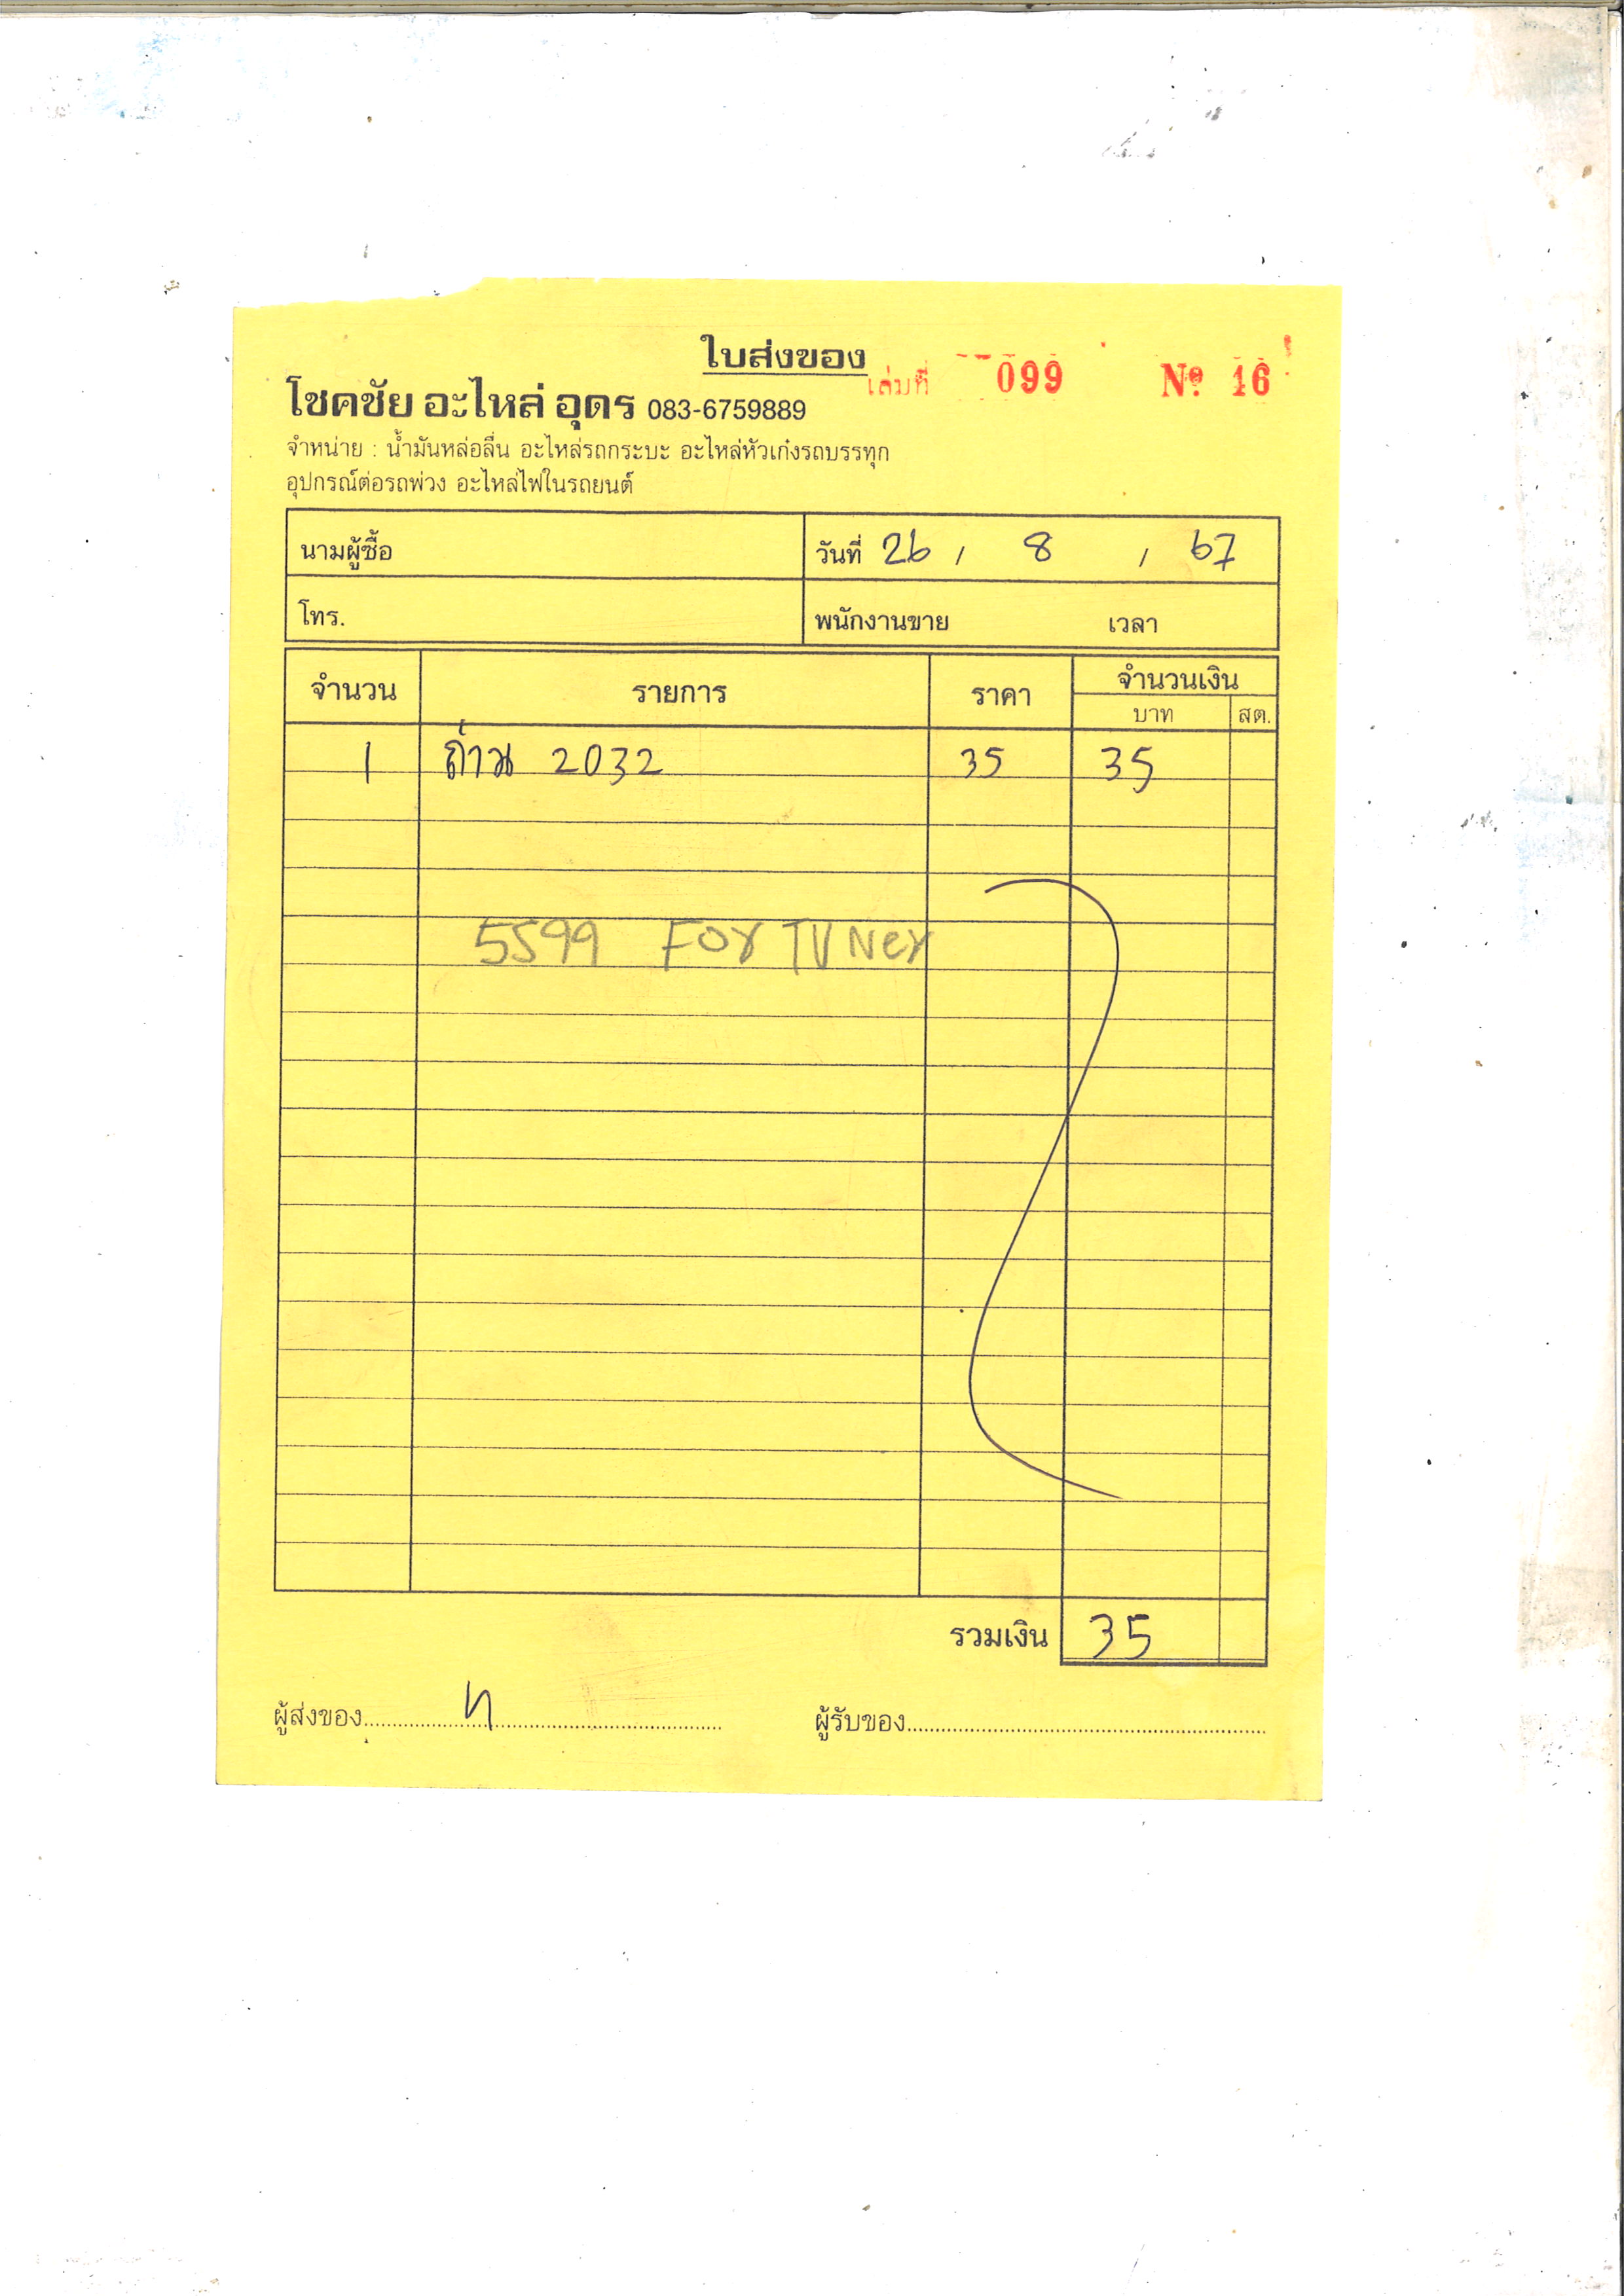 ใบส่งของ
เล่มที่ 099 Nº 16
โชคชัย อะไหล่ อุดร 083-6759889
จำหน่าย : น้ำมันหล่อลื่น อะไหล่รถกระบะ อะไหล่หัวเก๋งรถบรรทุก
อุปกรณ์ต่อรถพ่วง อะไหล่ไฟในรถยนต์
นามผู้ซื้อ วันที่ 26 / 8 / 67
โทร. พนักงานขาย เวลา
จำนวน รายการ ราคา จำนวนเงิน
บาท สต.
1 ถ่าน 2032 35 35
5599 FOr TUNer
รวมเงิน 35
ผู้ส่งของ ผู้รับของ